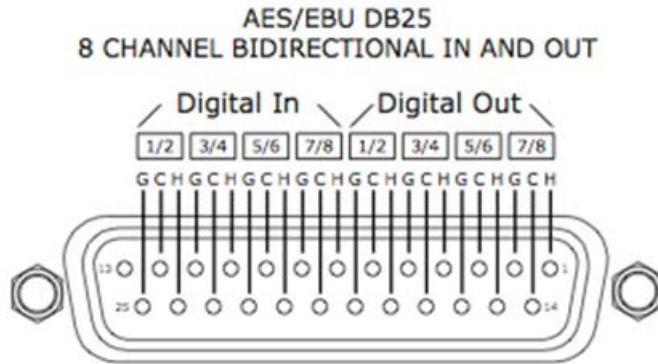 AES/EBU DB25
8 CHANNEL BIDIRECTIONAL IN AND OUT
Digital In Digital Out
1/2 3/4 5/6 7/8 1/2 3/4 5/6 7/8
G C H G C H G C H G C H G C H G C H G C H G C H
13 1
25 14